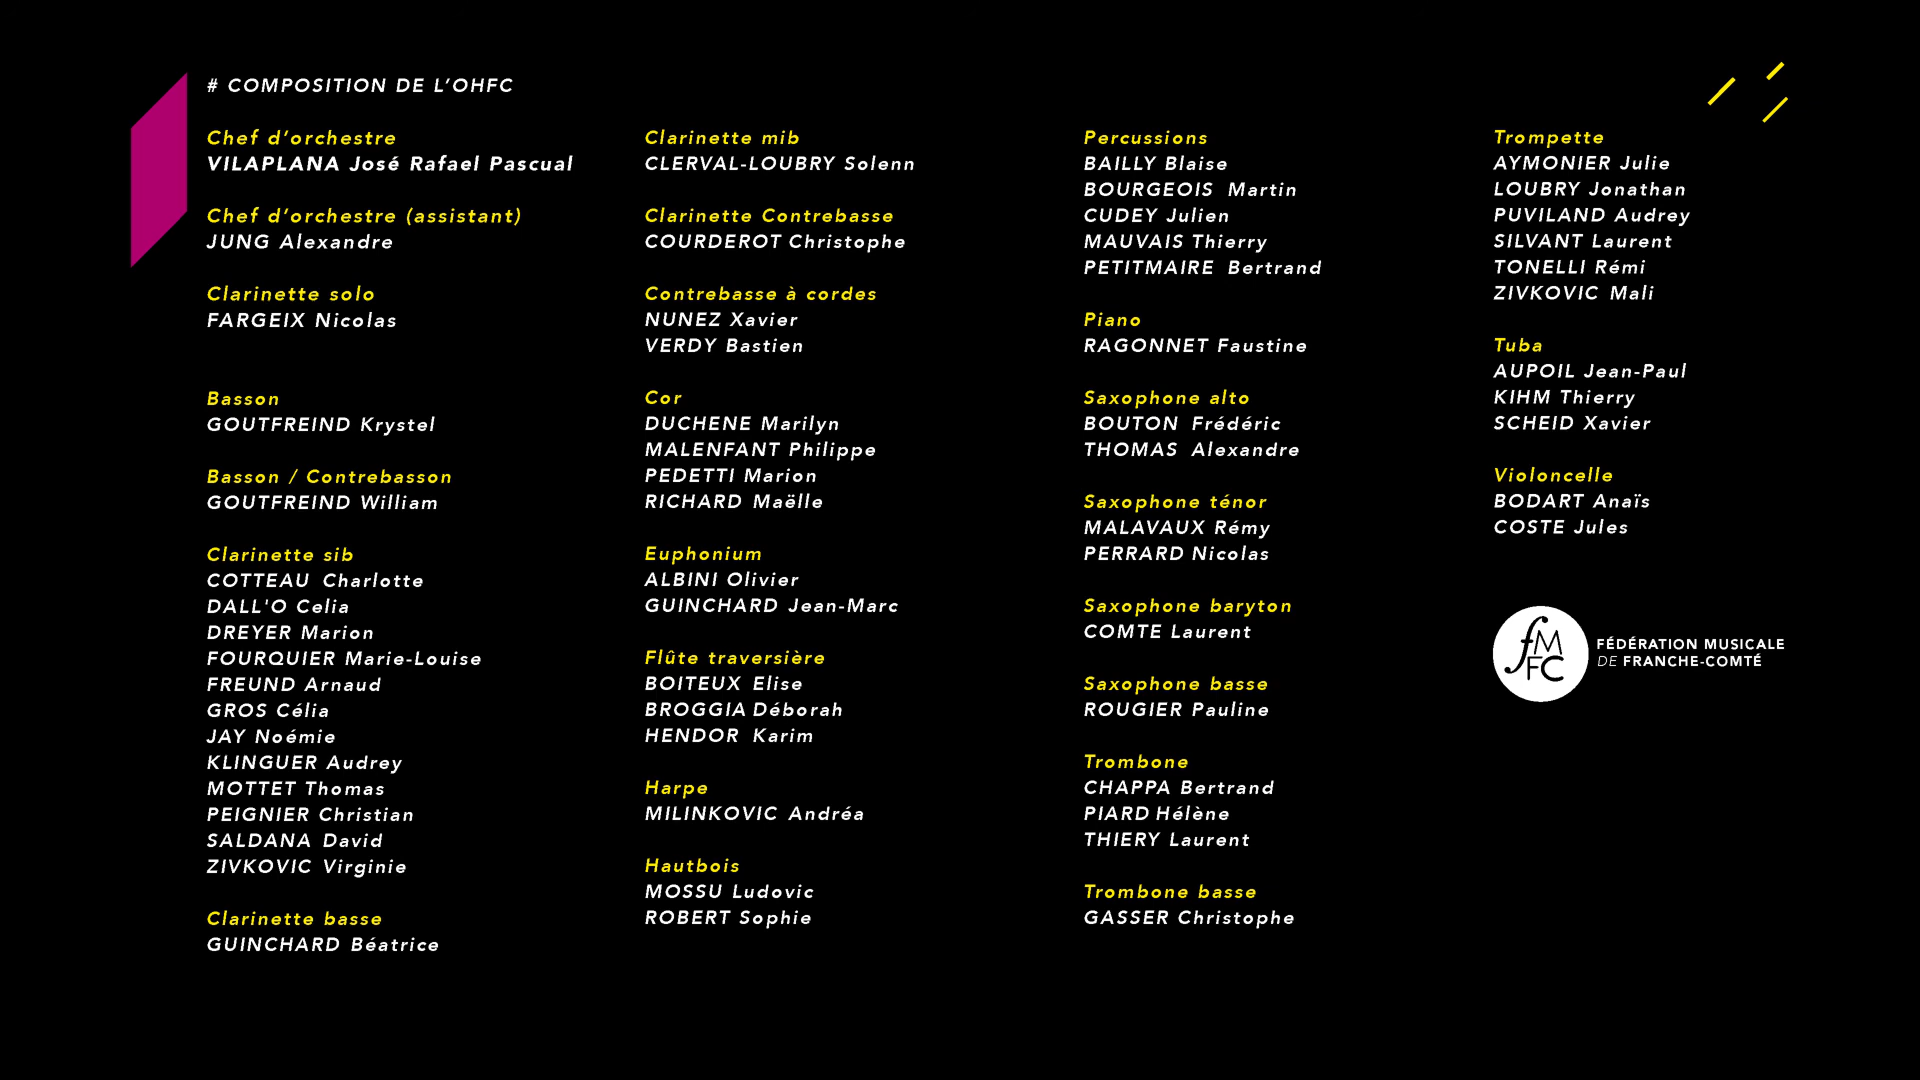 # COMPOSITION DE L’OHFC
Chef d’orchestre
VILAPLANA José Rafael Pascual
Chef d’orchestre (assistant)
JUNG Alexandre
Clarinette solo
FARGEIX Nicolas
Basson
GOUTFREIND Krystel
Basson / Contrebasson
GOUTFREIND William
Clarinette sib
COTTEAU Charlotte
DALL'O Celia
DREYER Marion
FOURQUIER Marie-Louise
FREUND Arnaud
GROS Célia
JAY Noémie
KLINGUER Audrey
MOTTET Thomas
PEIGNIER Christian
SALDANA David
ZIVKOVIC Virginie
Clarinette basse
GUINCHARD Béatrice
Clarinette mib
CLERVAL-LOUBRY Solenn
Clarinette Contrebasse
COURDEROT Christophe
Contrebasse à cordes
NUNEZ Xavier
VERDY Bastien
Cor
DUCHENE Marilyn
MALENFANT Philippe
PEDETTI Marion
RICHARD Maëlle
Euphonium
ALBINI Olivier
GUINCHARD Jean-Marc
Flûte traversière
BOITEUX Elise
BROGGIA Déborah
HENDOR Karim
Harpe
MILINKOVIC Andréa
Hautbois
MOSSU Ludovic
ROBERT Sophie
Percussions
BAILLY Blaise
BOURGEOIS Martin
CUDEY Julien
MAUVAIS Thierry
PETITMAIRE Bertrand
Piano
RAGONNET Faustine
Saxophone alto
BOUTON Frédéric
THOMAS Alexandre
Saxophone ténor
MALAVAUX Rémy
PERRARD Nicolas
Saxophone baryton
COMTE Laurent
Saxophone basse
ROUGIER Pauline
Trombone
CHAPPA Bertrand
PIARD Hélène
THIERY Laurent
Trombone basse
GASSER Christophe
Trompette
AYMONIER Julie
LOUBRY Jonathan
PUVILAND Audrey
SILVANT Laurent
TONELLI Rémi
ZIVKOVIC Mali
Tuba
AUPOIL Jean-Paul
KIHM Thierry
SCHEID Xavier
Violoncelle
BODART Anaïs
COSTE Jules
fM
FC
FÉDÉRATION MUSICALE
DE FRANCHE-COMTÉ